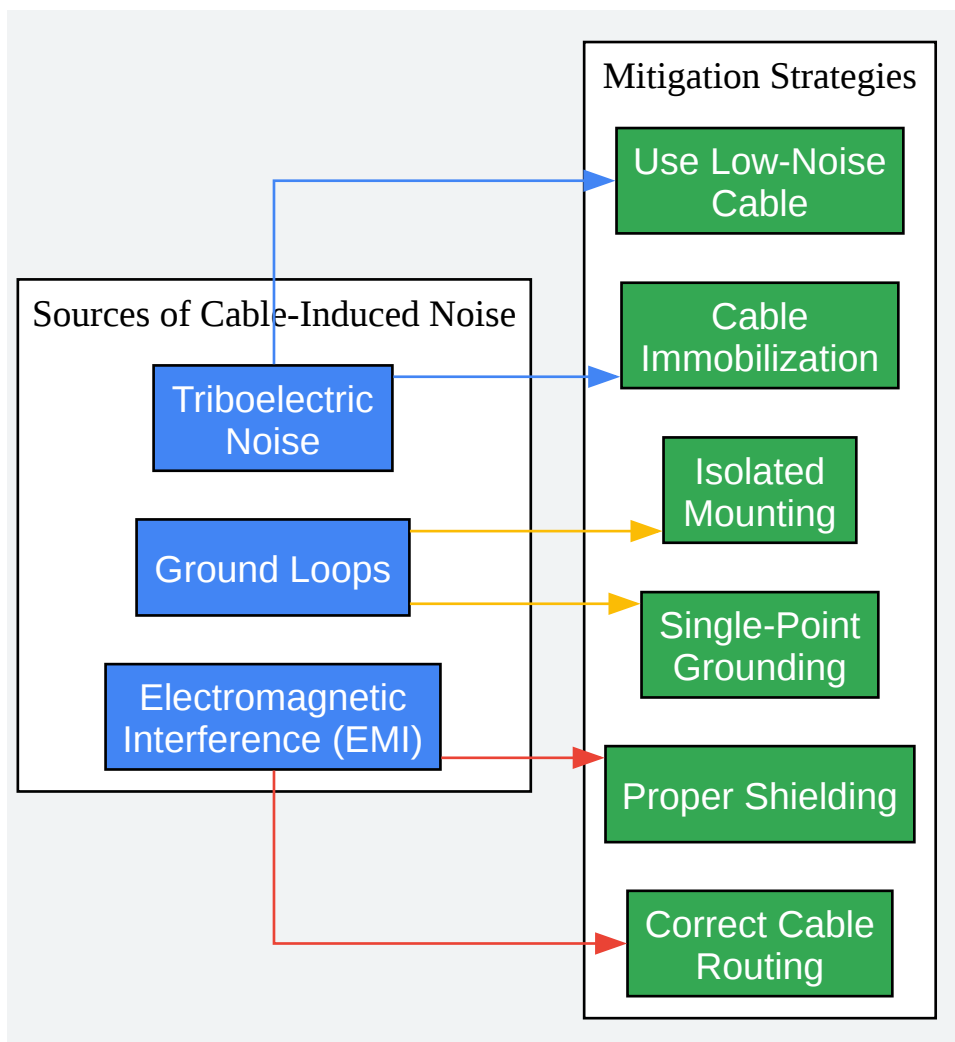 Mitigation Strategies
Use Low-Noise
Cable
Cable
Immobilization
Isolated
Mounting
Single-Point
Grounding
Proper Shielding
Correct Cable
Routing
Sources of Cable-Induced Noise
Triboelectric
Noise
Ground Loops
Electromagnetic
Interference (EMI)